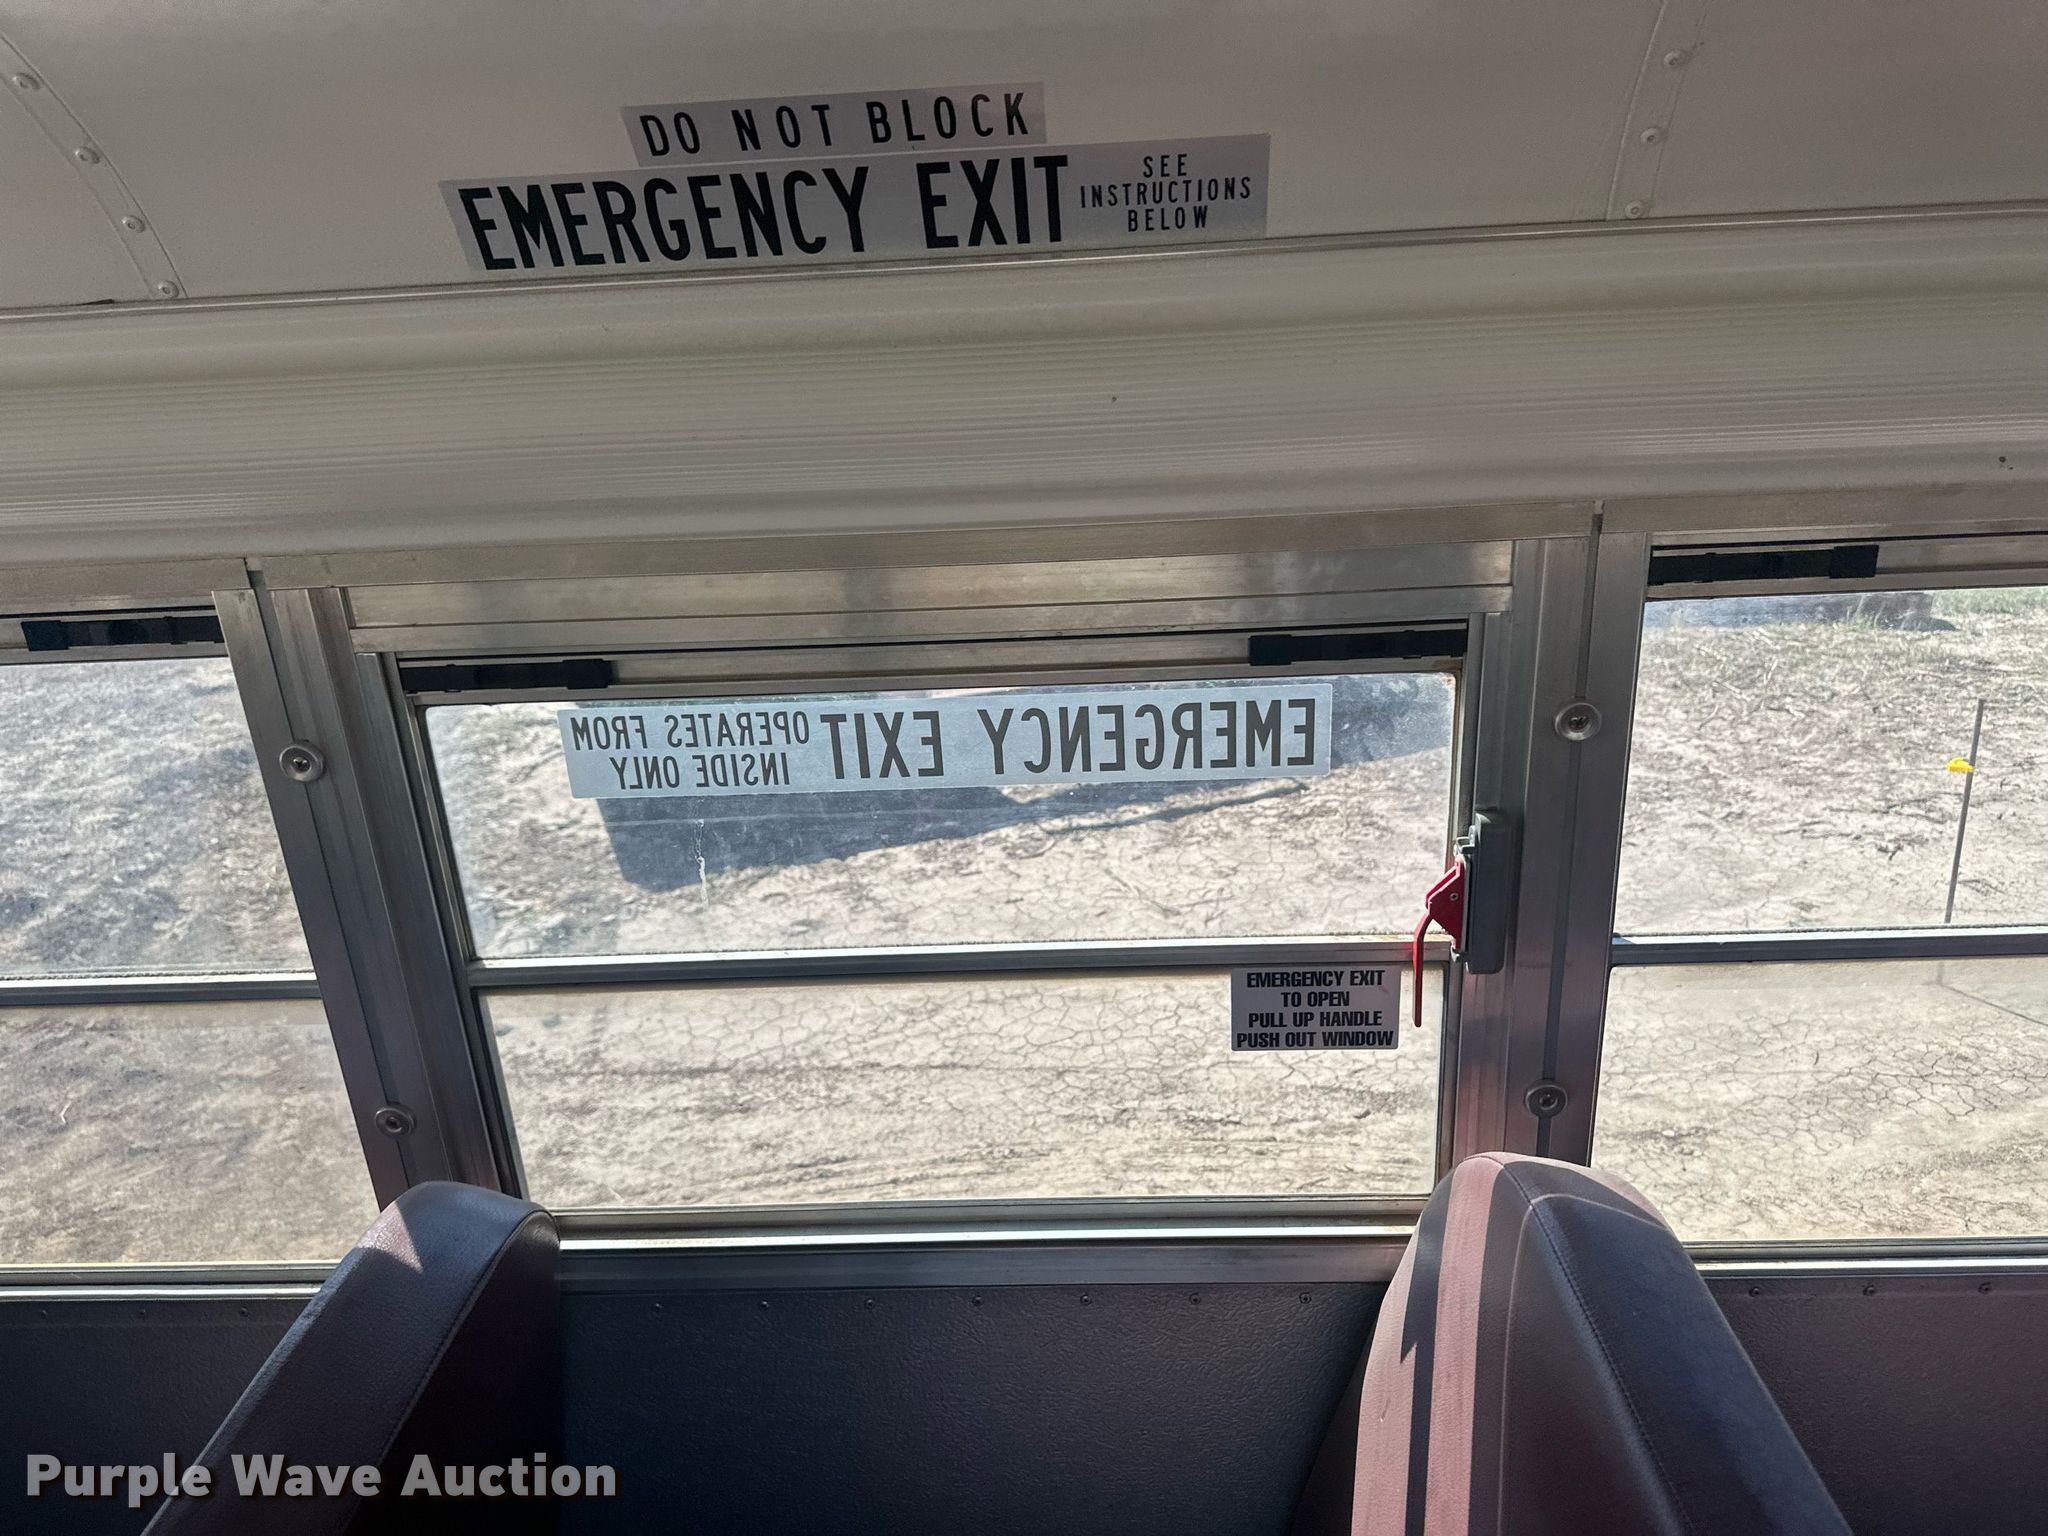 DO NOT BLOCK
EMERGENCY EXIT
SEE
INSTRUCTIONS
BELOW
EMERGENCY EXIT
OPERATES FROM
INSIDE ONLY
EMERGENCY EXIT
TO OPEN
PULL UP HANDLE
PUSH OUT WINDOW
Purple Wave Auction